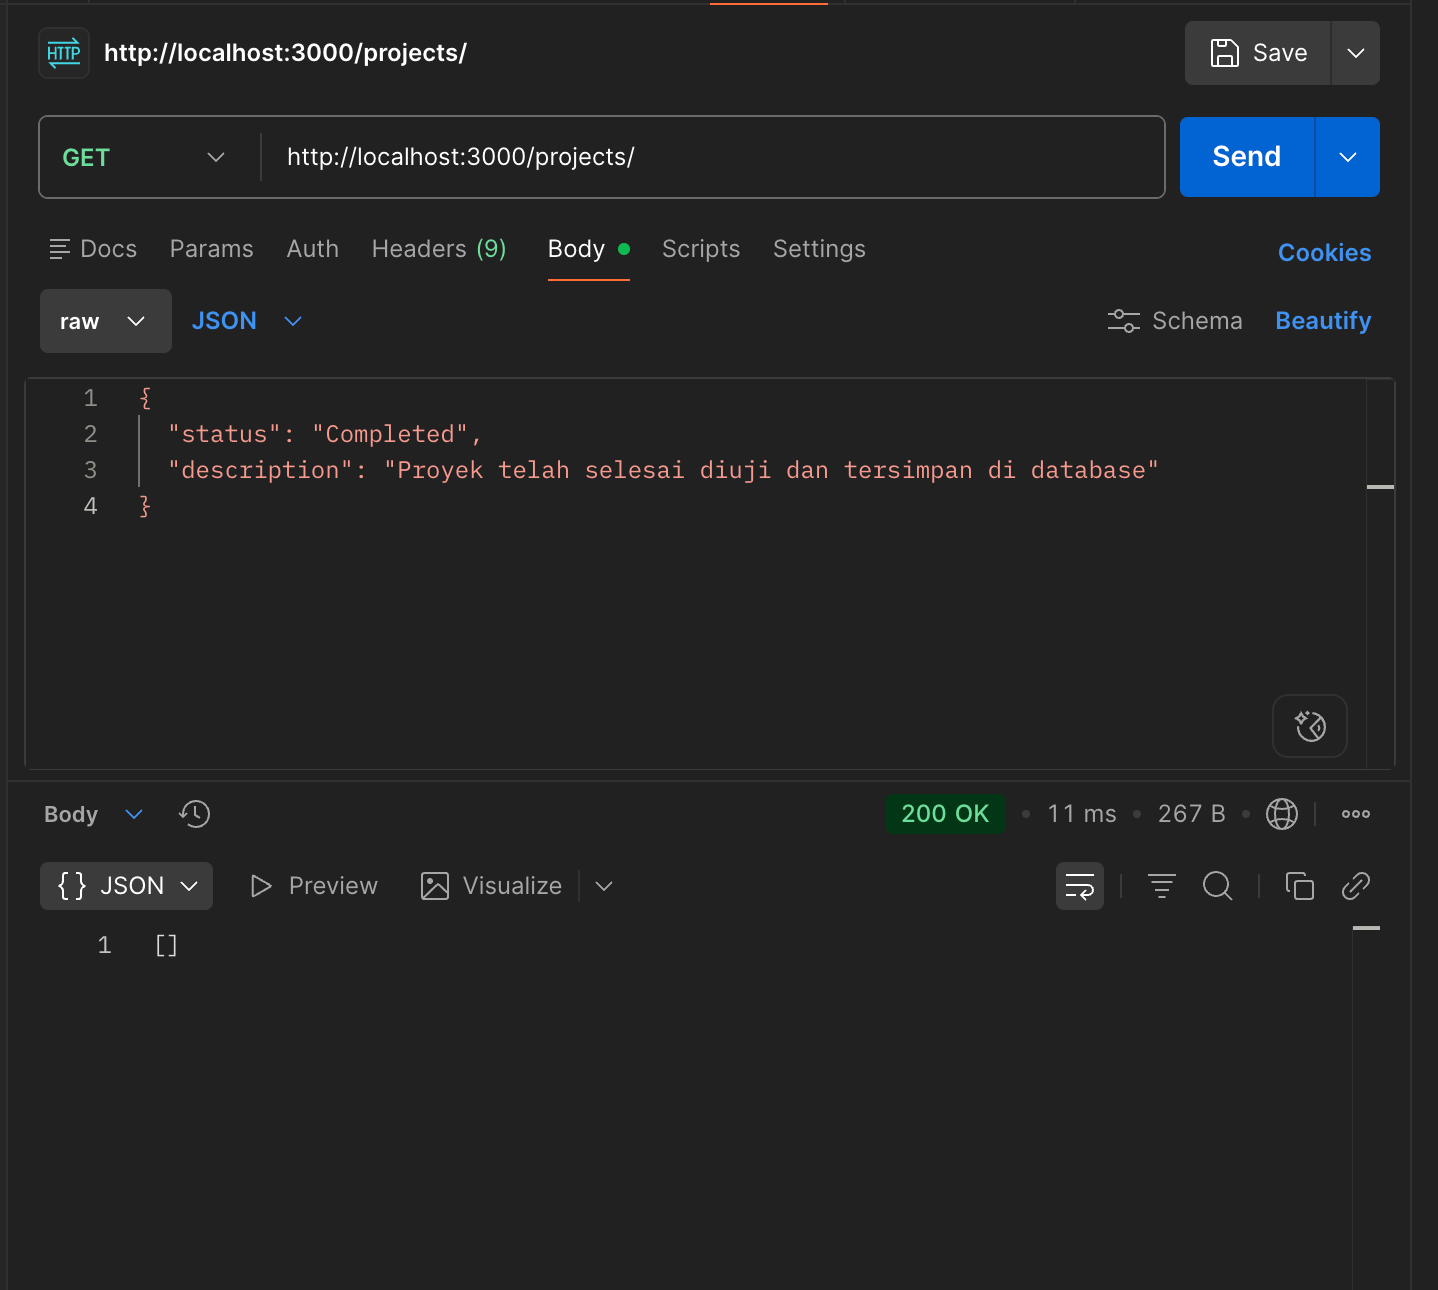 HTTP http://localhost:3000/projects/ Save
GET http://localhost:3000/projects/ Send
Docs Params Auth Headers (9) Body Scripts Settings Cookies
raw JSON Schema Beautify
1 {
2 "status": "Completed",
3 "description": "Proyek telah selesai diuji dan tersimpan di database"
4 }
Body 200 OK • 11 ms • 267 B •
{} JSON Preview Visualize
1 []